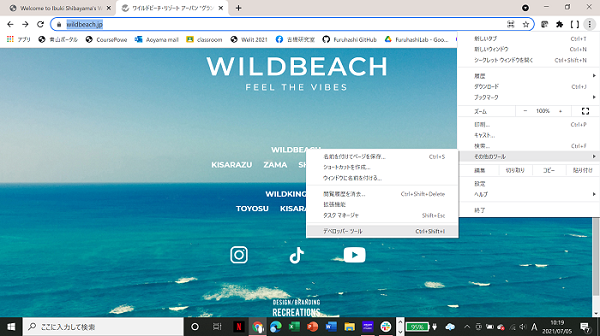 Welcome to Ibuki Shibayama's W
ワイルドビーチ・リゾート アーバン "グラン
wildbeach.jp
アプリ
青山ポータル
CoursePowe
Aoyama mail
classroom
WeIit 2021
古橋研究室
Furuhashi GitHub
FuruhashiLab - Goo
WILDBEACH
FEEL THE VIBES
WILDBEACH
KISARAZU ZAMA
WILDKING
TOYOSU KISARA
DESIGN/BRANDING
RECREATIONS
新しいタブ Ctrl+T
新しいウィンドウ Ctrl+N
シークレット ウィンドウを開く Ctrl+Shift+N
履歴
ダウンロード Ctrl+J
ブックマーク
ズーム - 100% +
印刷... Ctrl+P
キャスト...
検索... Ctrl+F
その他のツール
編集 切り取り コピー 貼り付け
設定
ヘルプ
終了
名前を付けてページを保存... Ctrl+S
ショートカットを作成...
ウィンドウに名前を付ける...
閲覧履歴を消去... Ctrl+Shift+Delete
拡張機能
タスク マネージャ Shift+Esc
デベロッパー ツール Ctrl+Shift+I
ここに入力して検索
95%
A
10:19
2021/07/05